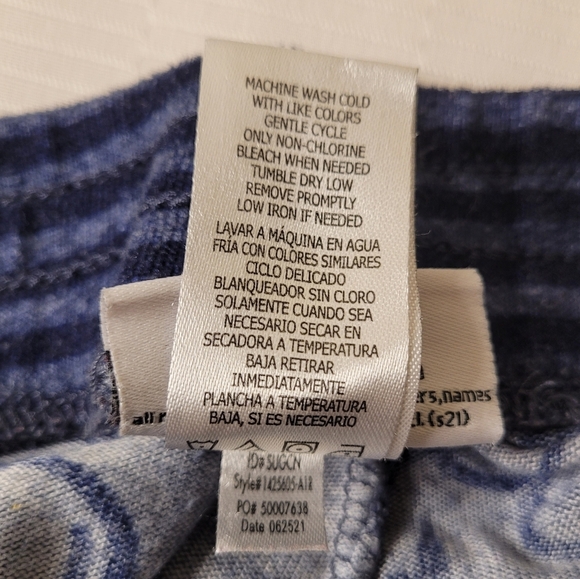 MACHINE WASH COLD
WITH LIKE COLORS
GENTLE CYCLE
ONLY NON-CHLORINE
BLEACH WHEN NEEDED
TUMBLE DRY LOW
REMOVE PROMPTLY
LOW IRON IF NEEDED
LAVAR A MÁQUINA EN AGUA
FRÍA CON COLORES SIMILARES
CICLO DELICADO
BLANQUEADOR SIN CLORO
SOLAMENTE CUANDO SEA
NECESARIO SECAR EN
SECADORA A TEMPERATURA
BAJA RETIRAR
INMEDIATAMENTE
PLANCHA A TEMPERATURA
BAJA, SI ES NECESARIO
names
(s21)
all
ID# SUGCN
Style# 1425605-A18
PO# 50007638
Date 062521